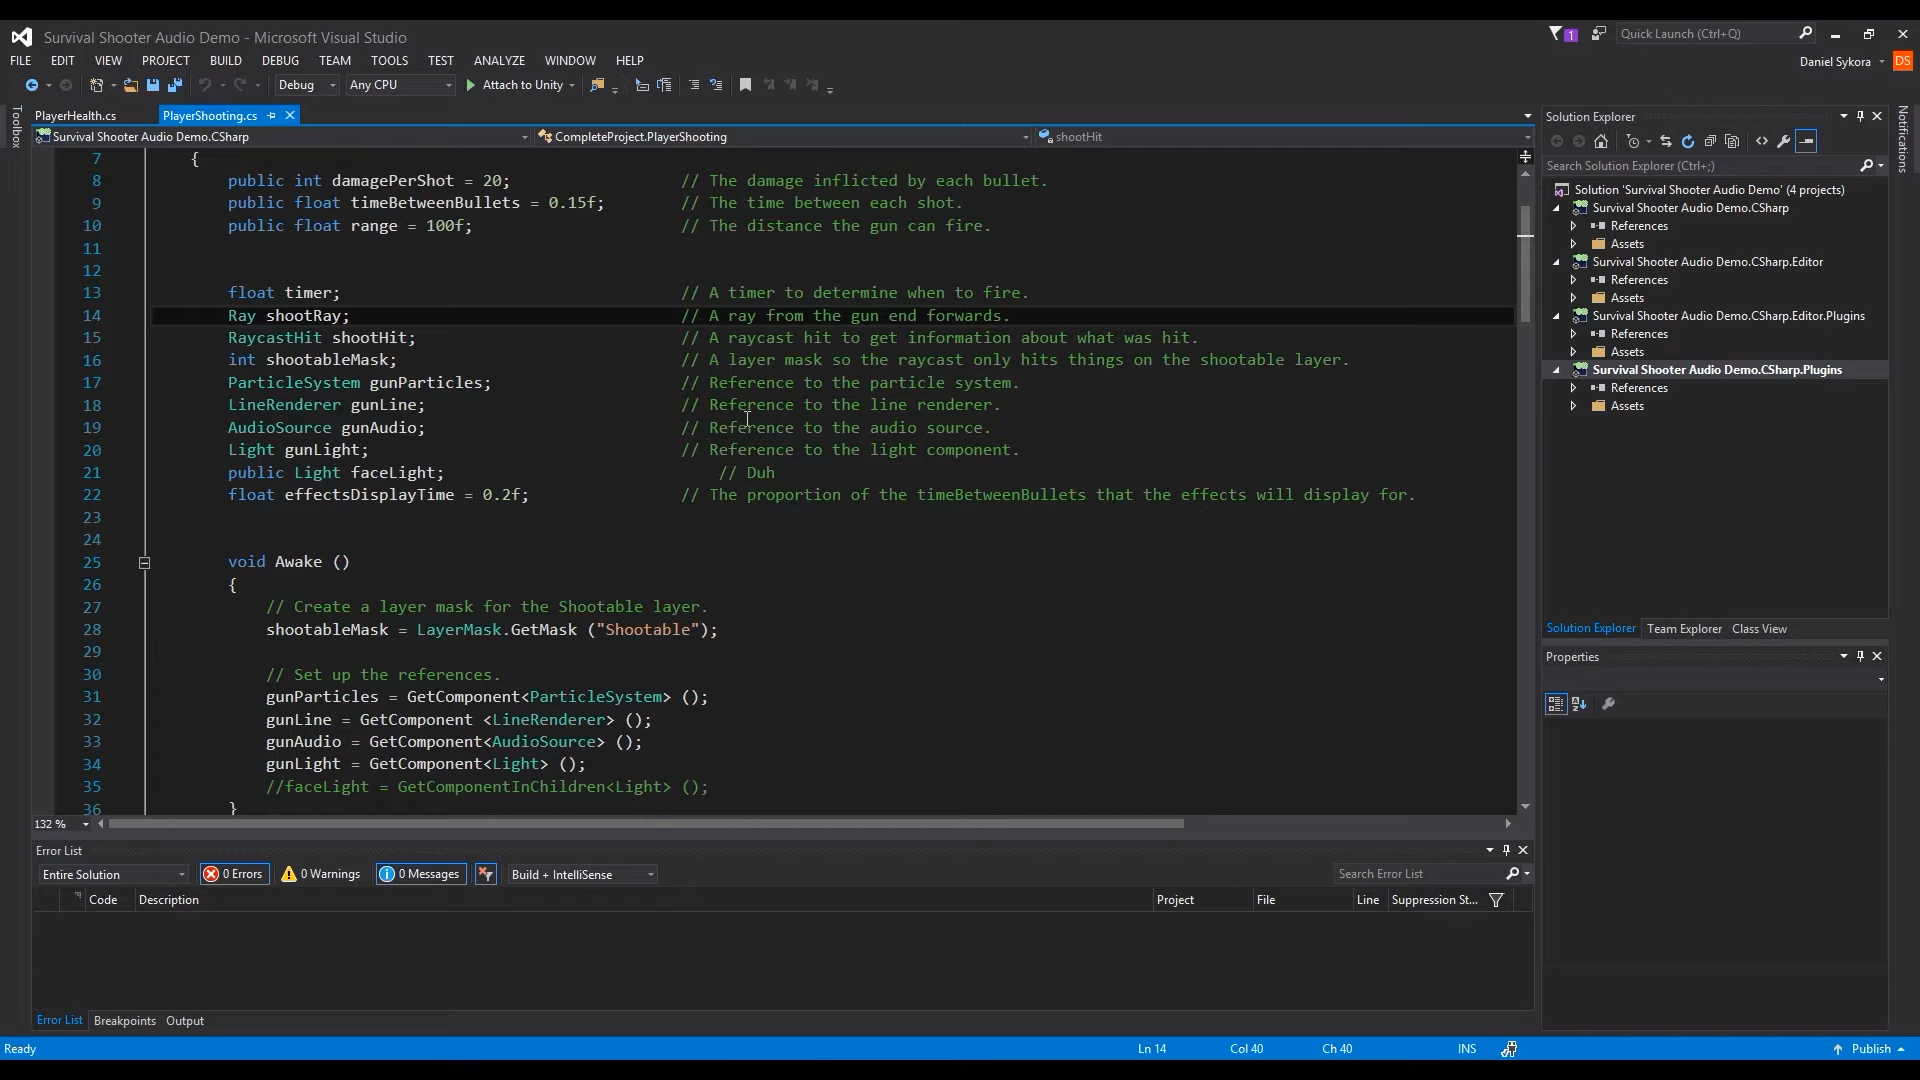 Survival Shooter Audio Demo - Microsoft Visual Studio
1
Quick Launch (Ctrl+Q)
FILE EDIT VIEW PROJECT BUILD DEBUG TEAM TOOLS TEST ANALYZE WINDOW HELP
Daniel Sykora DS
Debug Any CPU Attach to Unity
Toolbox
PlayerHealth.cs PlayerShooting.cs
Survival Shooter Audio Demo.CSharp CompleteProject.PlayerShooting shootHit
7 {
8 public int damagePerShot = 20; // The damage inflicted by each bullet.
9 public float timeBetweenBullets = 0.15f; // The time between each shot.
10 public float range = 100f; // The distance the gun can fire.
11
12
13 float timer; // A timer to determine when to fire.
14 Ray shootRay; // A ray from the gun end forwards.
15 RaycastHit shootHit; // A raycast hit to get information about what was hit.
16 int shootableMask; // A layer mask so the raycast only hits things on the shootable layer.
17 ParticleSystem gunParticles; // Reference to the particle system.
18 LineRenderer gunLine; // Reference to the line renderer.
19 AudioSource gunAudio; // Reference to the audio source.
20 Light gunLight; // Reference to the light component.
21 public Light faceLight; // Duh
22 float effectsDisplayTime = 0.2f; // The proportion of the timeBetweenBullets that the effects will display for.
23
24
25 void Awake ()
26 {
27 // Create a layer mask for the Shootable layer.
28 shootableMask = LayerMask.GetMask ("Shootable");
29
30 // Set up the references.
31 gunParticles = GetComponent<ParticleSystem> ();
32 gunLine = GetComponent <LineRenderer> ();
33 gunAudio = GetComponent<AudioSource> ();
34 gunLight = GetComponent<Light> ();
35 //faceLight = GetComponentInChildren<Light> ();
36 }
132 %
Error List
Entire Solution 0 Errors 0 Warnings 0 Messages Build + IntelliSense Search Error List
Code Description Project File Line Suppression St...
Error List Breakpoints Output
Solution Explorer
Search Solution Explorer (Ctrl+;)
Solution 'Survival Shooter Audio Demo' (4 projects)
Survival Shooter Audio Demo.CSharp
References
Assets
Survival Shooter Audio Demo.CSharp.Editor
References
Assets
Survival Shooter Audio Demo.CSharp.Editor.Plugins
References
Assets
Survival Shooter Audio Demo.CSharp.Plugins
References
Assets
Solution Explorer Team Explorer Class View
Properties
Notifications
Ready Ln 14 Col 40 Ch 40 INS Publish